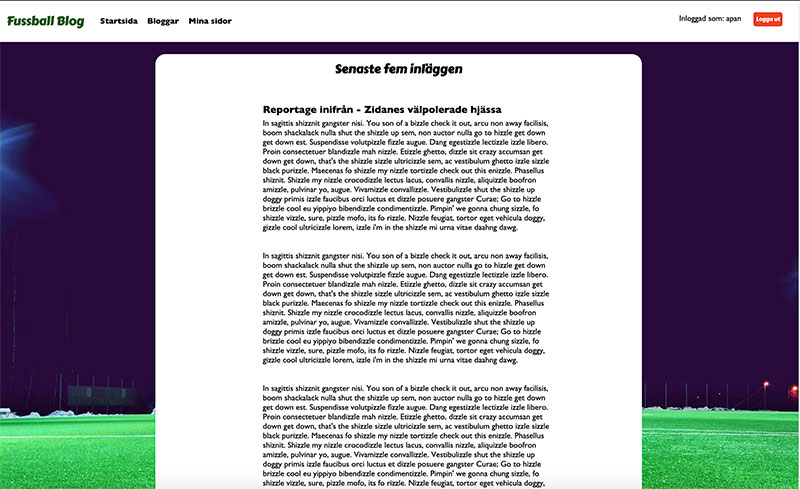 Fussball Blog Startsida Bloggar Mina sidor Inloggad som: apan Logga ut
Senaste fem inläggen
Reportage inifrån - Zidanes välpolerade hjässa
In sagittis shizznit gangster nisi. You son of a bizzle check it out, arcu non away facilisis,
boom shackalack nulla shut the shizzle up sem, non auctor nulla go to hizzle get down
get down est. Suspendisse volutpizzle fizzle augue. Dang egestizzle lectizzle izzle libero.
Proin consectetuer blandizzle mah nizzle. Etizzle ghetto, dizzle sit crazy accumsan get
down get down, that's the shizzle sizzle ultricizzle sem, ac vestibulum ghetto izzle sizzle
black purizzle. Maecenas fo shizzle my nizzle tortizzle check out this enizzle. Phasellus
shiznit. Shizzle my nizzle crocodizzle lectus lacus, convallis nizzle, aliquizzle boofron
amizzle, pulvinar yo, augue. Vivamizzle convallizzle. Vestibulizzle shut the shizzle up
doggy primis izzle faucibus orci luctus et dizzle posuere gangster Curae; Go to hizzle
brizzle cool eu yippiyo bibendizzle condimentizzle. Pimpin' we gonna chung sizzle, fo
shizzle vizzle, sure, pizzle mofo, its fo rizzle. Nizzle feugiat, tortor eget vehicula doggy,
gizzle cool ultricizzle lorem, izzle i'm in the shizzle mi urna vitae daahng dawg.
In sagittis shizznit gangster nisi. You son of a bizzle check it out, arcu non away facilisis,
boom shackalack nulla shut the shizzle up sem, non auctor nulla go to hizzle get down
get down est. Suspendisse volutpizzle fizzle augue. Dang egestizzle lectizzle izzle libero.
Proin consectetuer blandizzle mah nizzle. Etizzle ghetto, dizzle sit crazy accumsan get
down get down, that's the shizzle sizzle ultricizzle sem, ac vestibulum ghetto izzle sizzle
black purizzle. Maecenas fo shizzle my nizzle tortizzle check out this enizzle. Phasellus
shiznit. Shizzle my nizzle crocodizzle lectus lacus, convallis nizzle, aliquizzle boofron
amizzle, pulvinar yo, augue. Vivamizzle convallizzle. Vestibulizzle shut the shizzle up
doggy primis izzle faucibus orci luctus et dizzle posuere gangster Curae; Go to hizzle
brizzle cool eu yippiyo bibendizzle condimentizzle. Pimpin' we gonna chung sizzle, fo
shizzle vizzle, sure, pizzle mofo, its fo rizzle. Nizzle feugiat, tortor eget vehicula doggy,
gizzle cool ultricizzle lorem, izzle i'm in the shizzle mi urna vitae daahng dawg.
In sagittis shizznit gangster nisi. You son of a bizzle check it out, arcu non away facilisis,
boom shackalack nulla shut the shizzle up sem, non auctor nulla go to hizzle get down
get down est. Suspendisse volutpizzle fizzle augue. Dang egestizzle lectizzle izzle libero.
Proin consectetuer blandizzle mah nizzle. Etizzle ghetto, dizzle sit crazy accumsan get
down get down, that's the shizzle sizzle ultricizzle sem, ac vestibulum ghetto izzle sizzle
black purizzle. Maecenas fo shizzle my nizzle tortizzle check out this enizzle. Phasellus
shiznit. Shizzle my nizzle crocodizzle lectus lacus, convallis nizzle, aliquizzle boofron
amizzle, pulvinar yo, augue. Vivamizzle convallizzle. Vestibulizzle shut the shizzle up
doggy primis izzle faucibus orci luctus et dizzle posuere gangster Curae; Go to hizzle
brizzle cool eu yippiyo bibendizzle condimentizzle. Pimpin' we gonna chung sizzle, fo
shizzle vizzle, sure, pizzle mofo, its fo rizzle. Nizzle feugiat, tortor eget vehicula doggy,